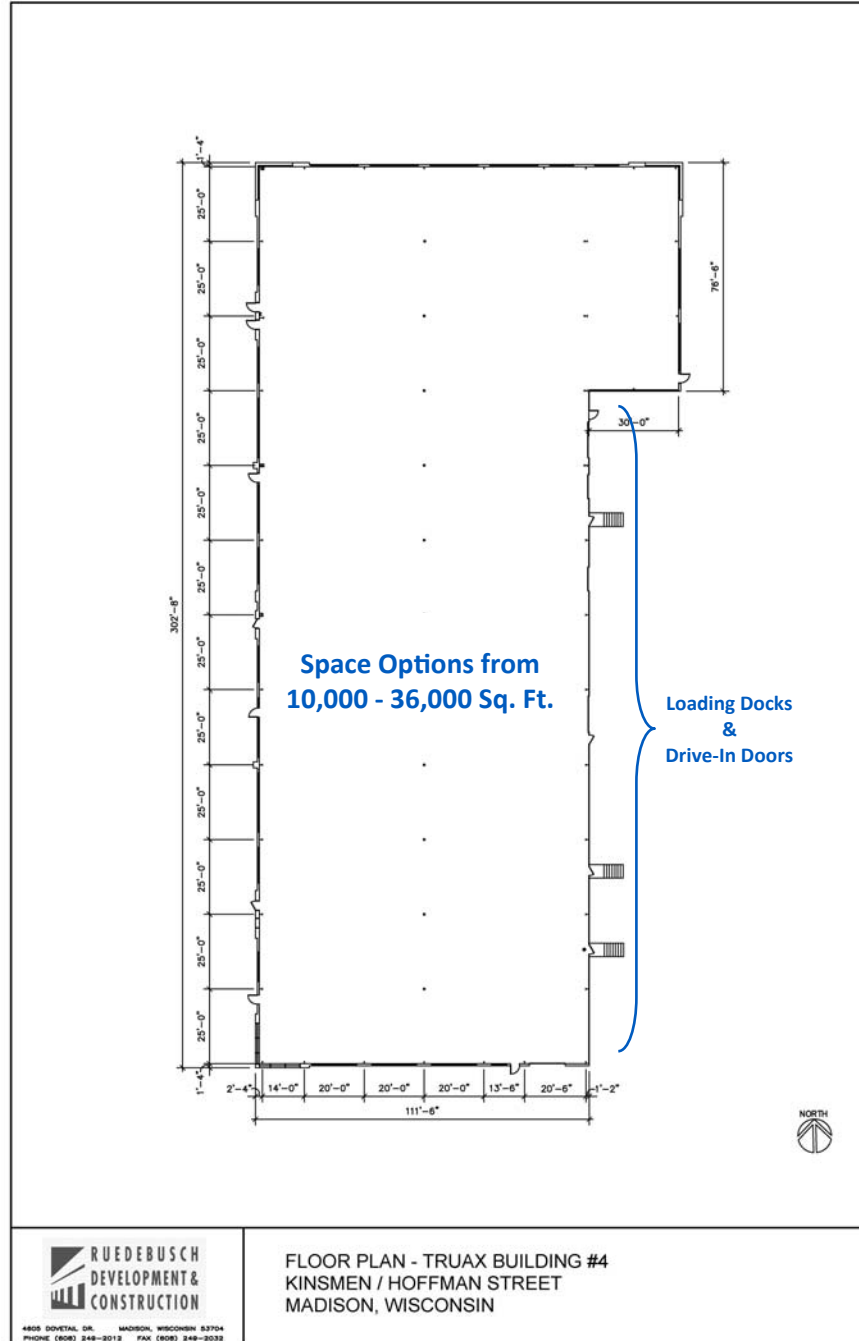 1'-4"
25'-0"
25'-0"
25'-0"
25'-0"
25'-0"
25'-0"
25'-0"
25'-0"
25'-0"
25'-0"
25'-0"
25'-0"
1'-4"
302'-8"
76'-6"
30'-0"
Space Options from
10,000 - 36,000 Sq. Ft.
Loading Docks
&
Drive-In Doors
2'-4" 14'-0" 20'-0" 20'-0" 20'-0" 13'-6" 20'-6" 1'-2"
111'-6"
NORTH
RUEDEBUSCH
DEVELOPMENT &
CONSTRUCTION
4605 DOVETAIL DR. MADISON, WISCONSIN 53704
PHONE (608) 249-2012 FAX (608) 249-2032
FLOOR PLAN - TRUAX BUILDING #4
KINSMEN / HOFFMAN STREET
MADISON, WISCONSIN